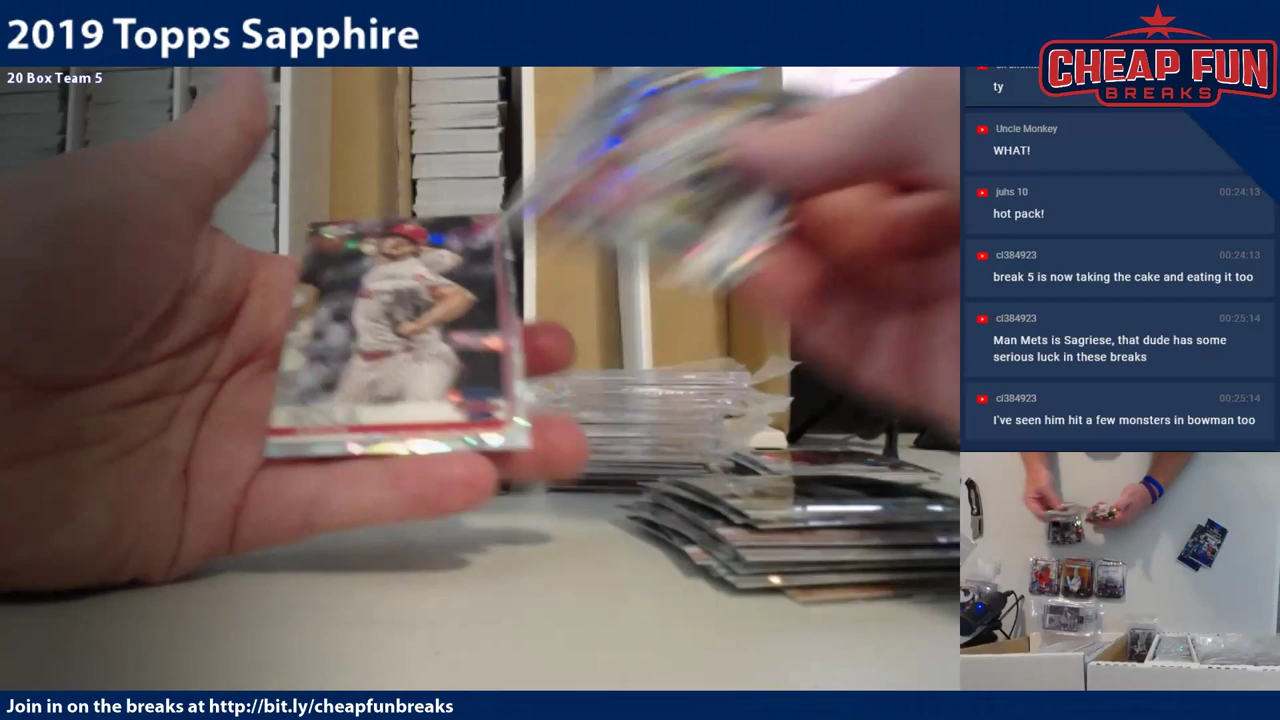 2019 Topps Sapphire
20 Box Team 5
CHEAP FUN
BREAKS
ty
Uncle Monkey
WHAT!
juhs 10 00:24:13
hot pack!
cl384923 00:24:13
break 5 is now taking the cake and eating it too
cl384923 00:25:14
Man Mets is Sagriese, that dude has some
serious luck in these breaks
cl384923 00:25:14
I've seen him hit a few monsters in bowman too
Join in on the breaks at http://bit.ly/cheapfunbreaks